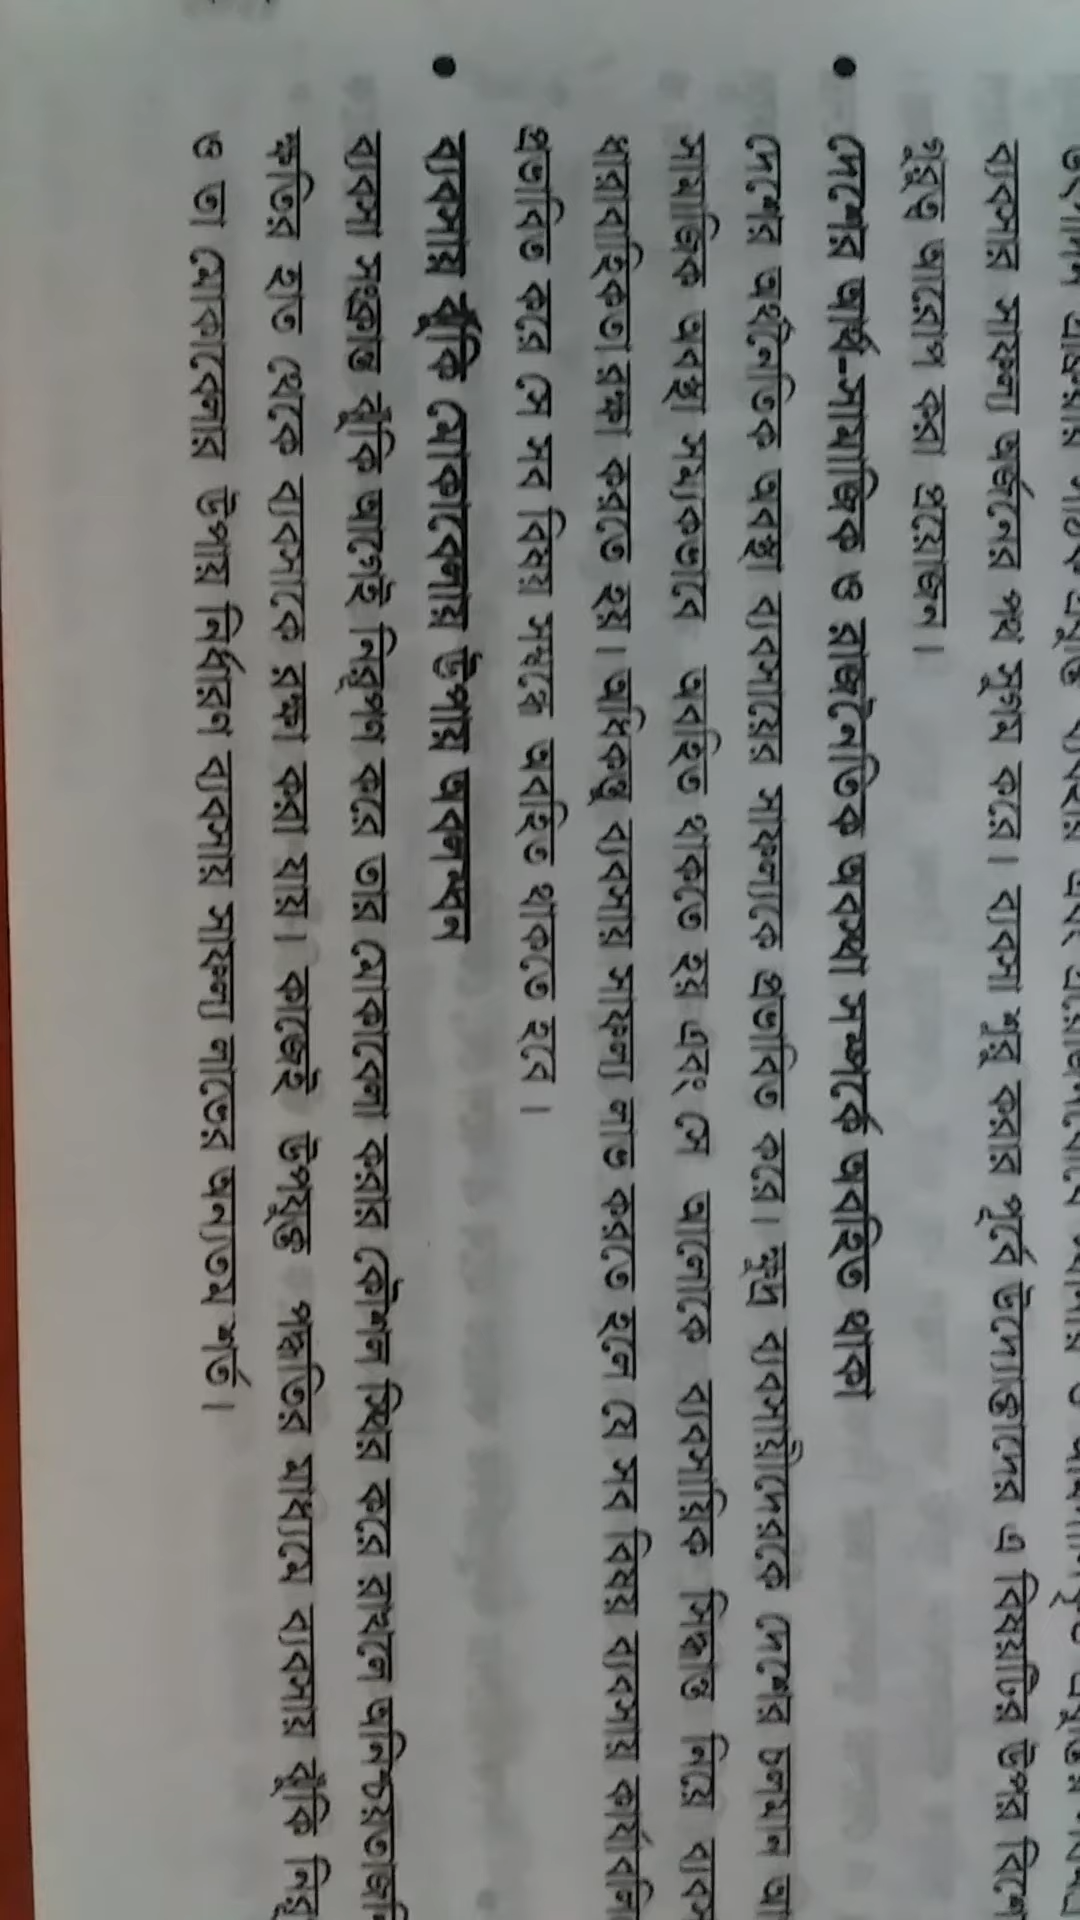 ব্যবসার সাফল্য অর্জনের পথ সুগম করে। ব্যবসা শুরু করার পূর্বে উদ্যোক্তাদের এ বিষয়টির উপর বিশে
গুরুত্ব আরোপ করা প্রয়োজন।
• দেশের আর্থ-সামাজিক ও রাজনৈতিক অবস্থা সম্পর্কে অবহিত থাকা
দেশের অর্থনৈতিক অবস্থা ব্যবসায়ের সাফল্যকে প্রভাবিত করে। ক্ষুদ্র ব্যবসায়ীদেরকে দেশের চলমান আ
সামাজিক অবস্থা সম্যকভাবে অবহিত থাকতে হয় এবং সে আলোকে ব্যবসায়িক সিদ্ধান্ত নিয়ে ব্যবস
ধারাবাহিকতা রক্ষা করতে হয়। অধিকন্তু ব্যবসায় সাফল্য লাভ করতে হলে যে সব বিষয় ব্যবসায় কার্যাবলি
প্রভাবিত করে সে সব বিষয় সম্বন্ধে অবহিত থাকতে হবে।
• ব্যবসায় ঝুঁকি মোকাবেলায় উপায় অবলম্বন
ব্যবসা সংক্রান্ত ঝুঁকি আগেই নিরূপণ করে তার মোকাবেলা করার কৌশল স্থির করে রাখলে অনিশ্চয়তাজনি
ক্ষতির হাত থেকে ব্যবসাকে রক্ষা করা যায়। কাজেই উপযুক্ত পদ্ধতির মাধ্যমে ব্যবসায় ঝুঁকি নিরূ
ও তা মোকাবেলার উপায় নির্ধারণ ব্যবসায় সাফল্য লাভের অন্যতম শর্ত।